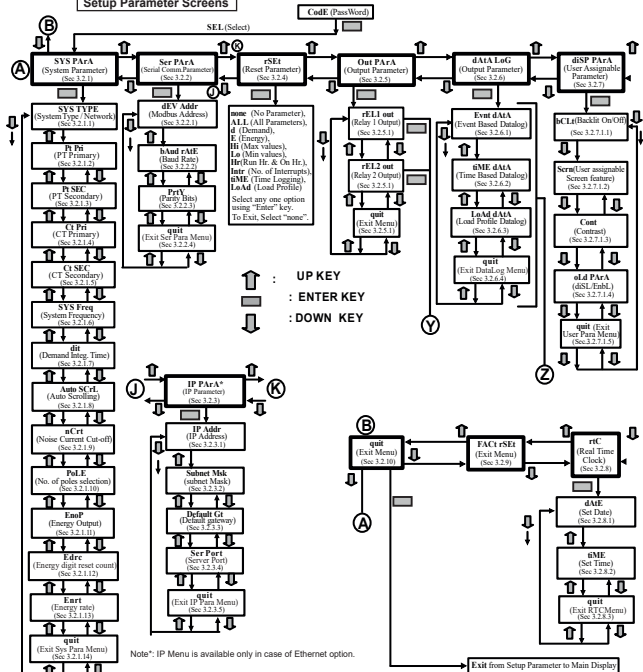 Setup Parameter Screens
CodE (PassWord)
SEL(Select)
B
A
SYS PArA
(System Parameter)
(Sec 3.2.1)
Ser PArA
(Serial Comm.Parameter)
(Sec 3.2.2)
K
J
rSEt
(Reset Parameter)
(Sec 3.2.4)
Out PArA
(Output Parameter)
(Sec 3.2.5)
dAtA LoG
(Output Parameter)
(Sec 3.2.6)
diSP PArA
(User Assignable
Parameter)
(Sec 3.2.7)
SYS TYPE
(System Type / Network)
(Sec 3.2.1.1)
Pt Pri
(PT Primary)
(Sec 3.2.1.2)
Pt SEC
(PT Secondary)
(Sec 3.2.1.3)
Ct Pri
(CT Primary)
(Sec 3.2.1.4)
Ct SEC
(CT Secondary)
(Sec 3.2.1.5)
SYS Freq
(System Frequency)
(Sec 3.2.1.6)
dit
(Demand Integ. Time)
(Sec 3.2.1.7)
Auto SCrL
(Auto Scrolling)
(Sec 3.2.1.8)
nCrt
(Noise Current Cut-off)
(Sec 3.2.1.9)
PoLE
(No. of poles selection)
(Sec 3.2.1.10)
EnoP
(Energy Output)
(Sec 3.2.1.11)
Edrc
(Energy digit reset count)
(Sec 3.2.1.12)
Enrt
(Energy rate)
(Sec 3.2.1.13)
quit
(Exit Sys Para Menu)
(Sec 3.2.1.14)
dEV Addr
(Modbus Address)
(Sec 3.2.2.1)
bAud rAtE
(Baud Rate)
(Sec 3.2.2.2)
PrtY
(Parity Bits)
(Sec 3.2.2.3)
quit
(Exit Ser Para Menu)
(Sec 3.2.2.4)
none (No Parameter),
ALL (All Parameters),
d (Demand),
E (Energy),
Hi (Max values),
Lo (Min values),
Hr(Run Hr. & On Hr.),
Intr (No. of Interrupts),
tiME (Time Logging),
LoAd (Load Profile)
Select any one option
using "Enter" key.
To Exit, Select "none".
rEL1 out
(Relay 1 Output)
(Sec 3.2.5.1)
rEL2 out
(Relay 2 Output)
(Sec 3.2.5.1)
quit
(Exit Menu)
(Sec 3.2.5.1)
Y
Evnt dAtA
(Event Based Datalog)
(Sec 3.2.6.1)
tiME dAtA
(Time Based Datalog)
(Sec 3.2.6.2)
LoAd dAtA
(Load Profile Datalog)
(Sec 3.2.6.3)
quit
(Exit DataLog Menu)
(Sec 3.2.6.4)
Z
bCLt(Backlit On/Off)
(Sec 3.2.7.1.1)
Scrn(User assignable
Screen feature)
(Sec 3.2.7.1.2)
Cont
(Contrast)
(Sec 3.2.7.1.3)
oLd PArA
(diSL/EnbL)
(Sec 3.2.7.1.4)
quit (Exit
User Para Menu)
(Sec.3.2.7.1.5)
: UP KEY
: ENTER KEY
: DOWN KEY
J
IP PArA*
(IP Parameter)
(Sec 3.2.3)
K
IP Addr
(IP Address)
(Sec 3.2.3.1)
Subnet Msk
(subnet Mask)
(Sec 3.2.3.2)
Default Gt
(Default gateway)
(Sec 3.2.3.3)
Ser Port
(Server Port)
(Sec 3.2.3.4)
quit
(Exit IP Para Menu)
(Sec 3.2.3.5)
Note*: IP Menu is available only in case of Ethernet option.
B
quit
(Exit Menu)
(Sec 3.2.10)
A
FACt rSEt
(Exit Menu)
(Sec 3.2.9)
rtC
(Real Time
Clock)
(Sec 3.2.8)
dAtE
(Set Date)
(Sec 3.2.8.1)
tiME
(Set Time)
(Sec 3.2.8.2)
quit
(Exit RTCMenu)
(Sec 3.2.8.3)
Exit from Setup Parameter to Main Display